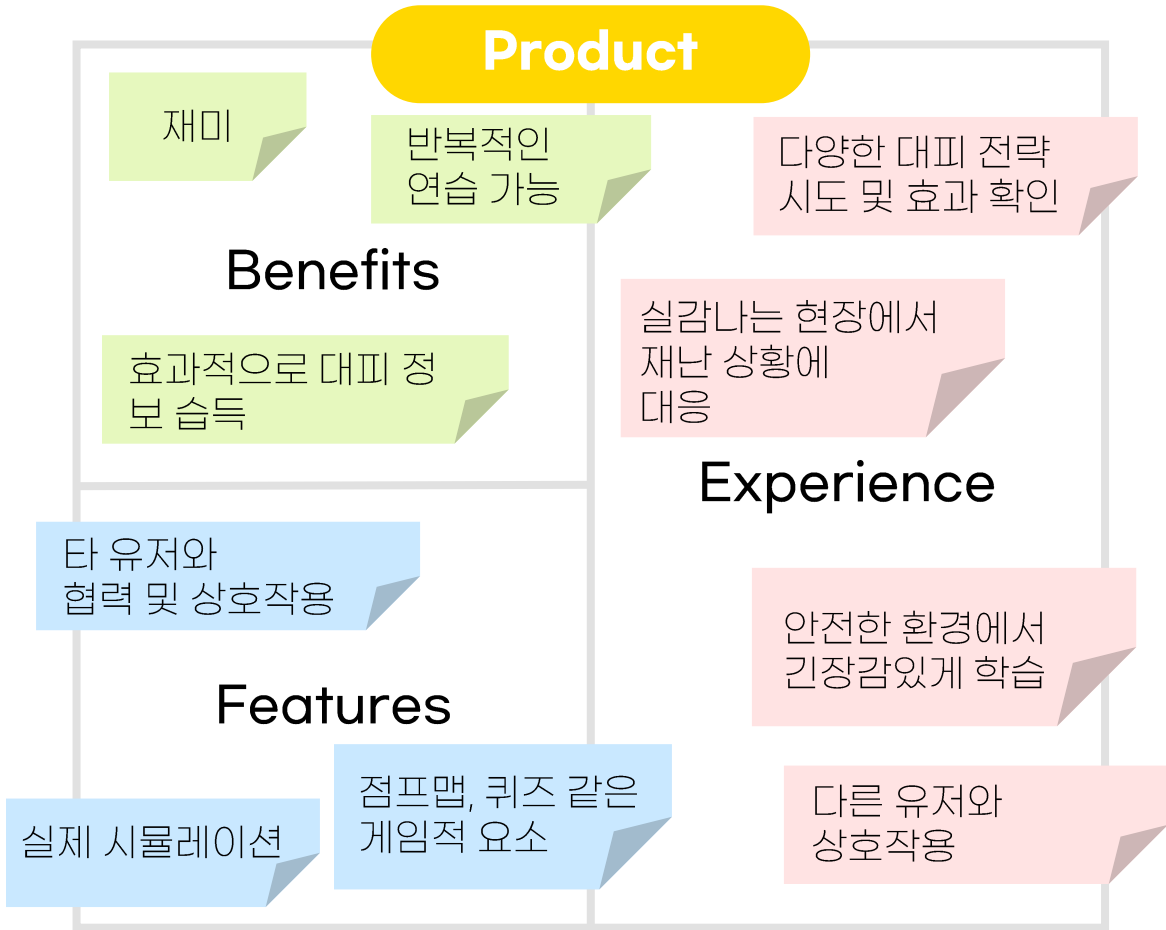 Product
재미
반복적인
연습 가능
Benefits
효과적으로 대피 정
보 습득
다양한 대피 전략
시도 및 효과 확인
실감나는 현장에서
재난 상황에
대응
Experience
안전한 환경에서
긴장감있게 학습
다른 유저와
상호작용
타 유저와
협력 및 상호작용
Features
점프맵, 퀴즈 같은
게임적 요소
실제 시뮬레이션